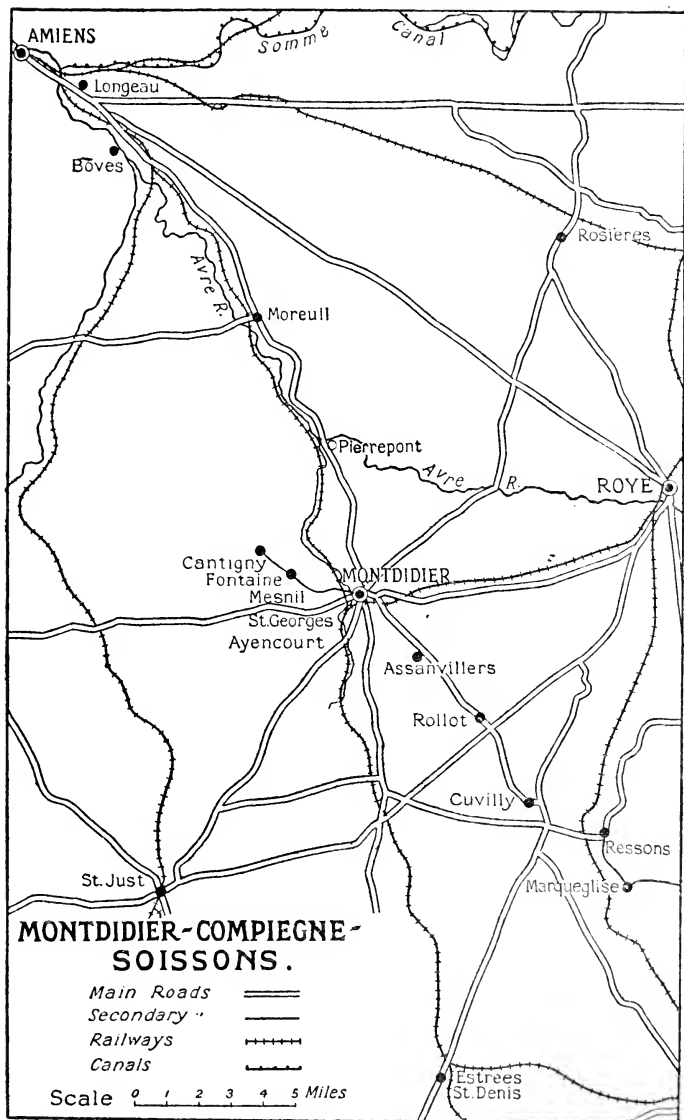 AMIENS
Somme Canal
Longeau
Boves
Rosières
Avre R.
Moreuil
Pierrepont
Avre R.
ROYE
Cantigny
Fontaine
MONTDIDIER
Mesnil
St.Georges
Ayencourt
Assanvillers
Rollot
Cuvilly
Ressons
St.Just
Marqueglise
MONTDIDIER-COMPIEGNE-
SOISSONS.
Main Roads
Secondary "
Railways
Canals
Scale 0 1 2 3 4 5 Miles
Estrees
St.Denis